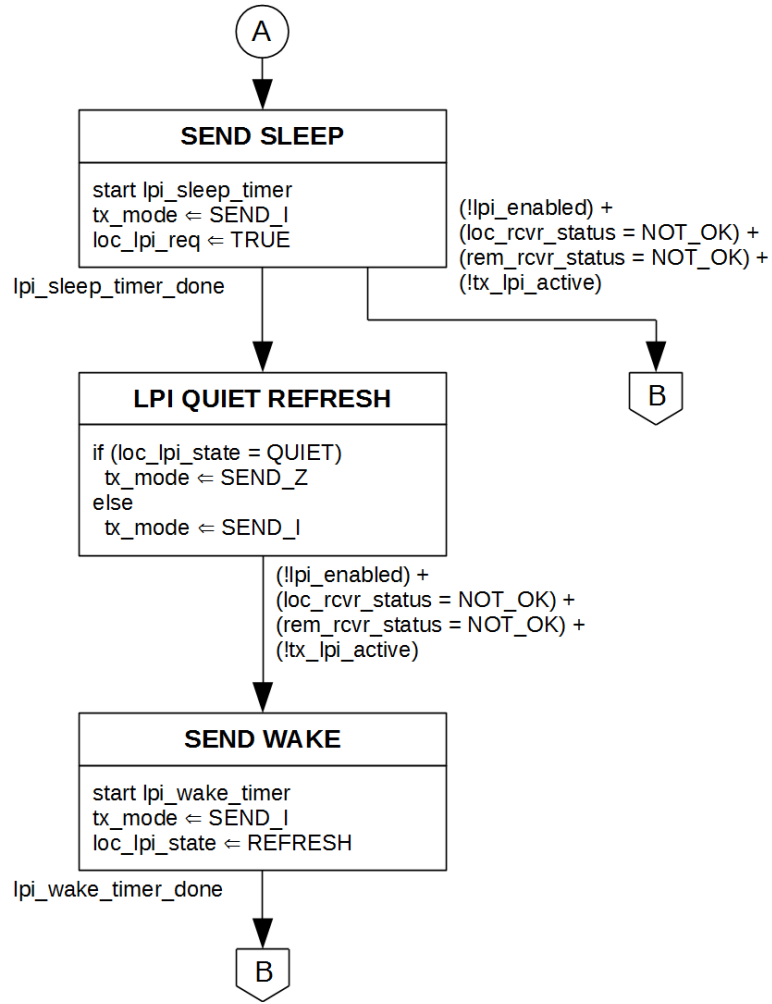 A
SEND SLEEP
start lpi_sleep_timer
tx_mode ⇐ SEND_I
loc_lpi_req ⇐ TRUE
(!lpi_enabled) +
(loc_rcvr_status = NOT_OK) +
(rem_rcvr_status = NOT_OK) +
(!tx_lpi_active)
lpi_sleep_timer_done
B
LPI QUIET REFRESH
if (loc_lpi_state = QUIET)
tx_mode ⇐ SEND_Z
else
tx_mode ⇐ SEND_I
(!lpi_enabled) +
(loc_rcvr_status = NOT_OK) +
(rem_rcvr_status = NOT_OK) +
(!tx_lpi_active)
SEND WAKE
start lpi_wake_timer
tx_mode ⇐ SEND_I
loc_lpi_state ⇐ REFRESH
lpi_wake_timer_done
B